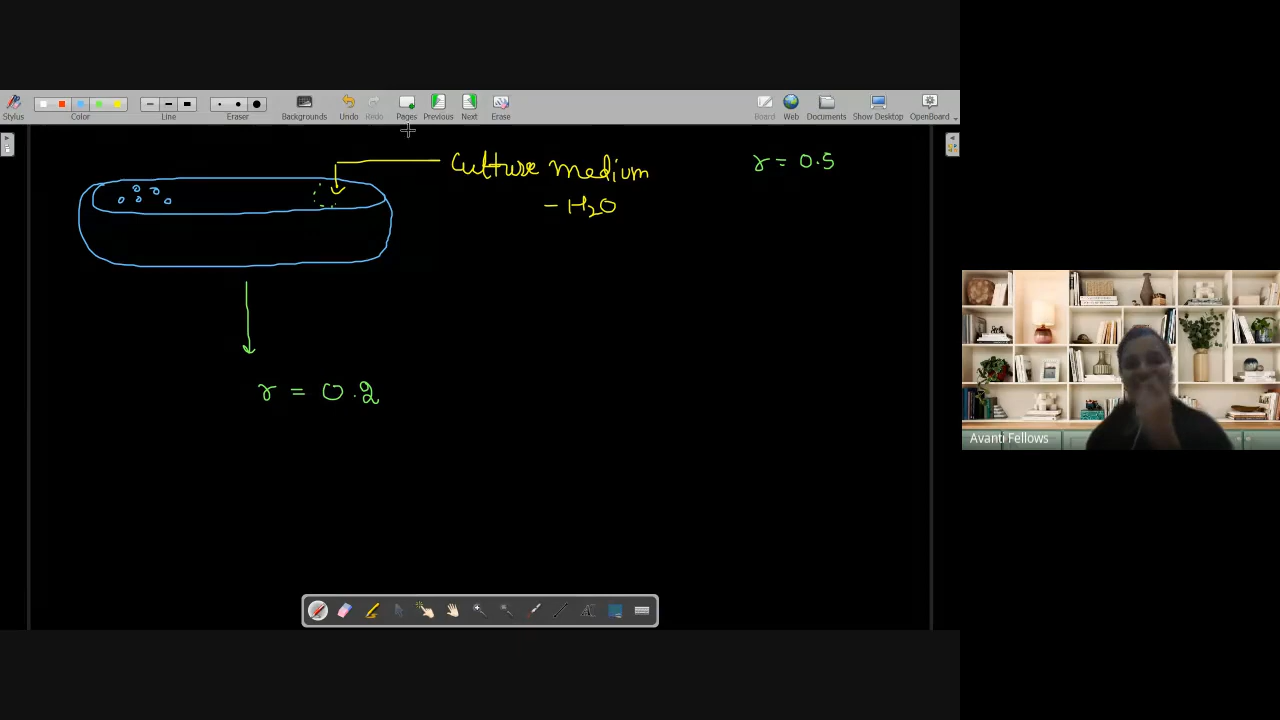 Stylus
Color
Line
Eraser
Backgrounds
Undo
Redo
Pages
Previous
Next
Erase
Board
Web
Documents
Show Desktop
OpenBoard
Culture medium
- H₂O
r = 0.5
r = 0.2
Avanti Fellows